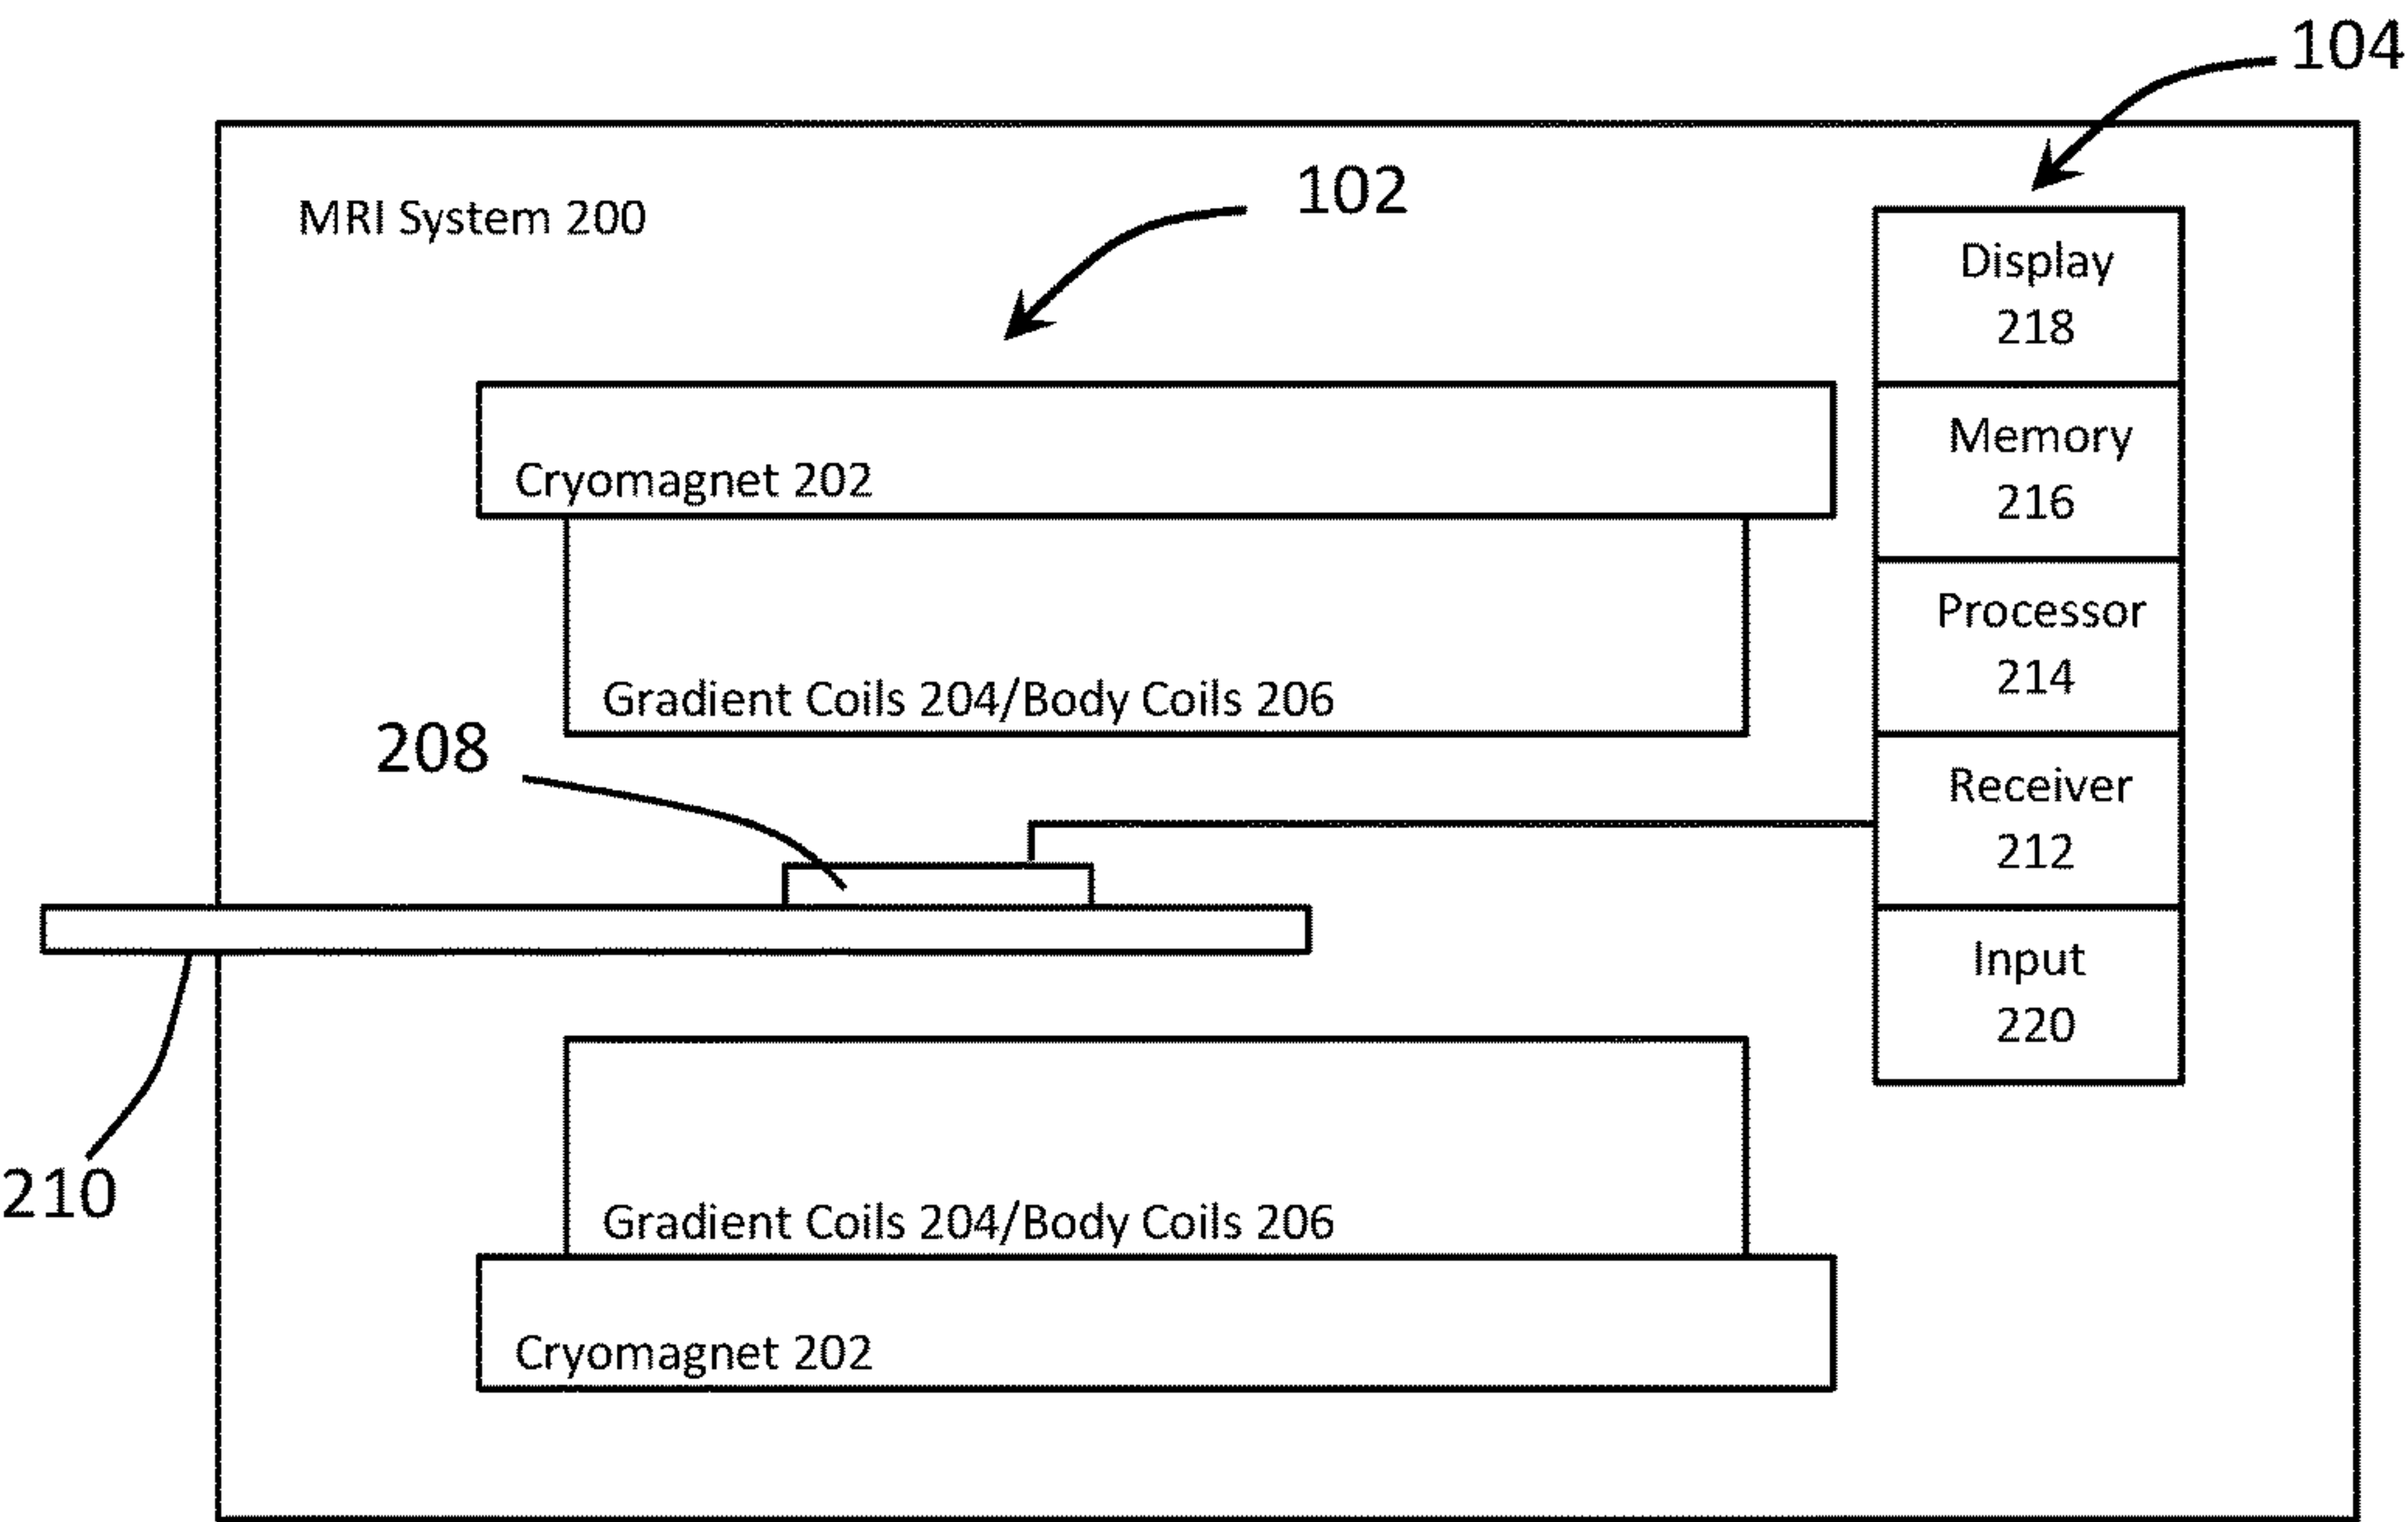 104
102
MRI System 200
Display
218
Cryomagnet 202
Memory
216
Processor
214
Gradient Coils 204/Body Coils 206
208
Receiver
212
Input
220
210
Gradient Coils 204/Body Coils 206
Cryomagnet 202